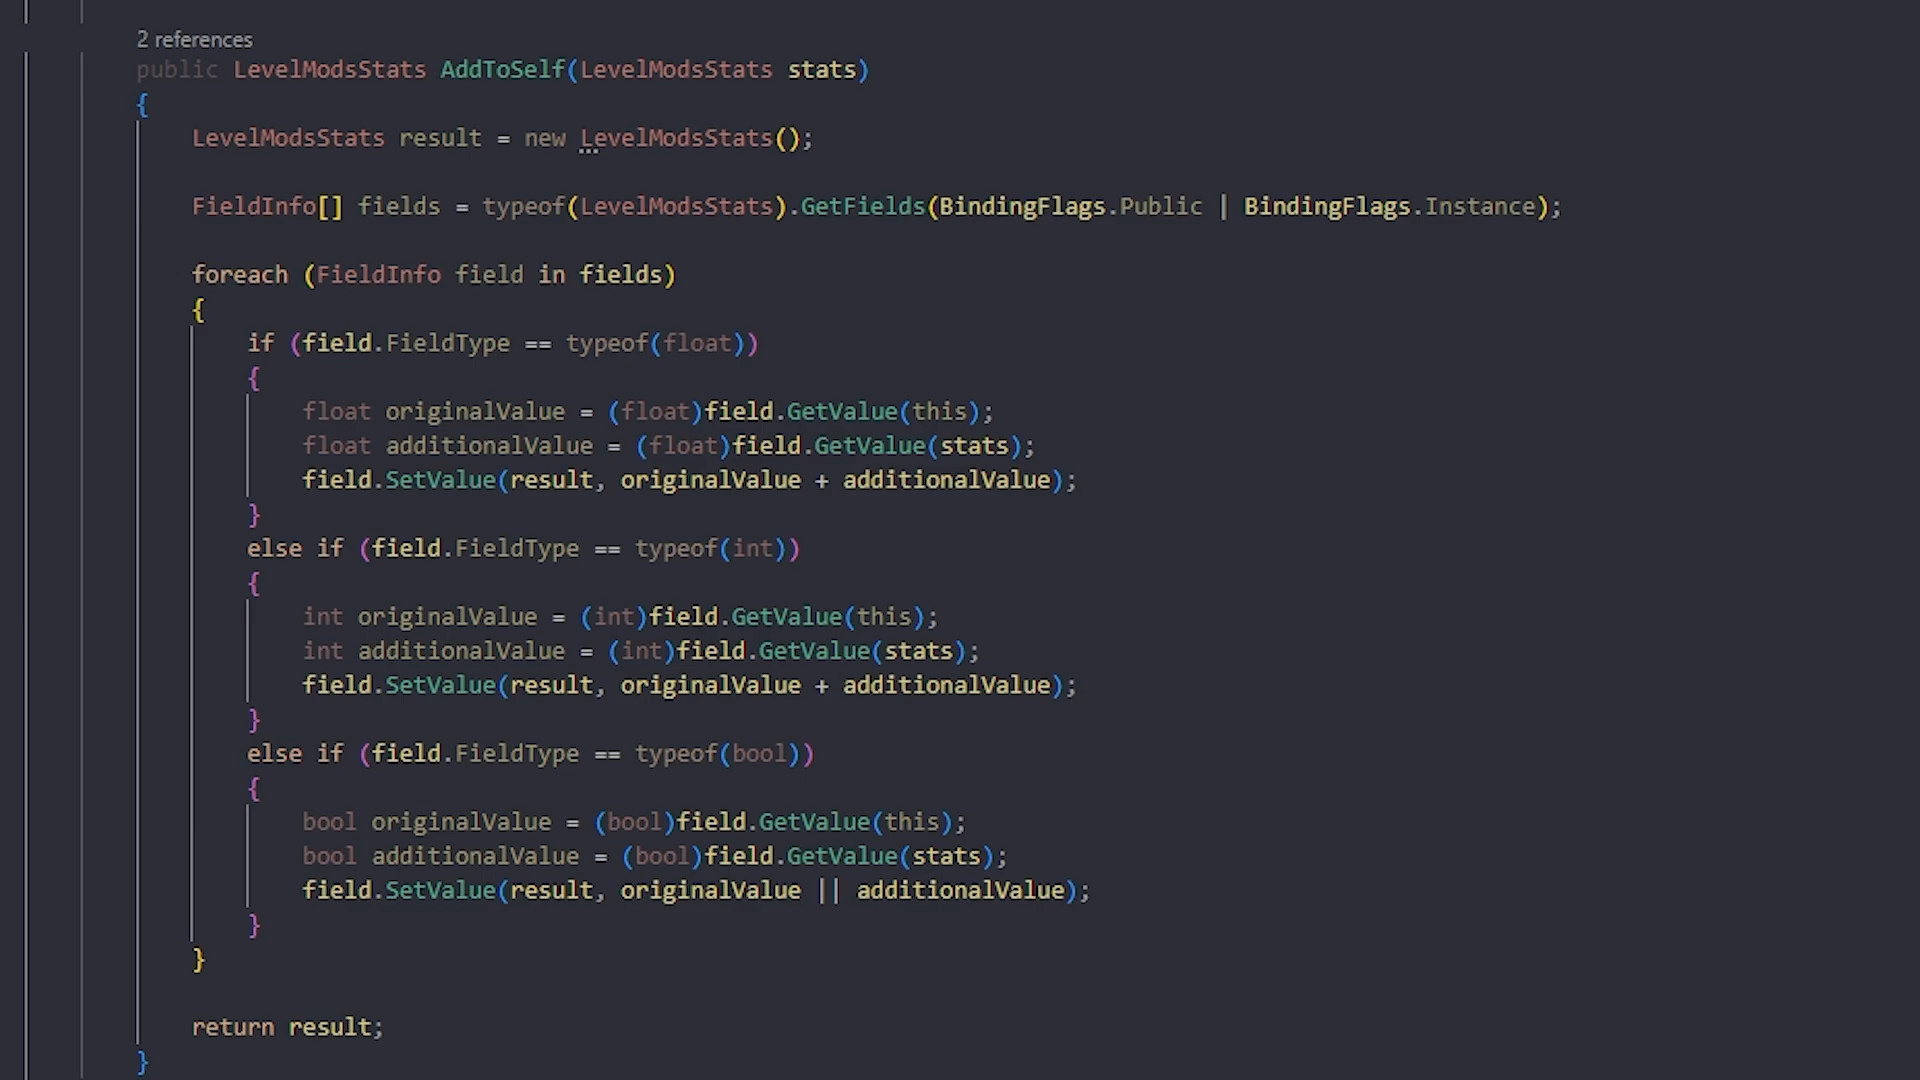 2 references
public LevelModsStats AddToSelf(LevelModsStats stats)
{
LevelModsStats result = new LevelModsStats();
FieldInfo[] fields = typeof(LevelModsStats).GetFields(BindingFlags.Public | BindingFlags.Instance);
foreach (FieldInfo field in fields)
{
if (field.FieldType == typeof(float))
{
float originalValue = (float)field.GetValue(this);
float additionalValue = (float)field.GetValue(stats);
field.SetValue(result, originalValue + additionalValue);
}
else if (field.FieldType == typeof(int))
{
int originalValue = (int)field.GetValue(this);
int additionalValue = (int)field.GetValue(stats);
field.SetValue(result, originalValue + additionalValue);
}
else if (field.FieldType == typeof(bool))
{
bool originalValue = (bool)field.GetValue(this);
bool additionalValue = (bool)field.GetValue(stats);
field.SetValue(result, originalValue || additionalValue);
}
}
return result;
}